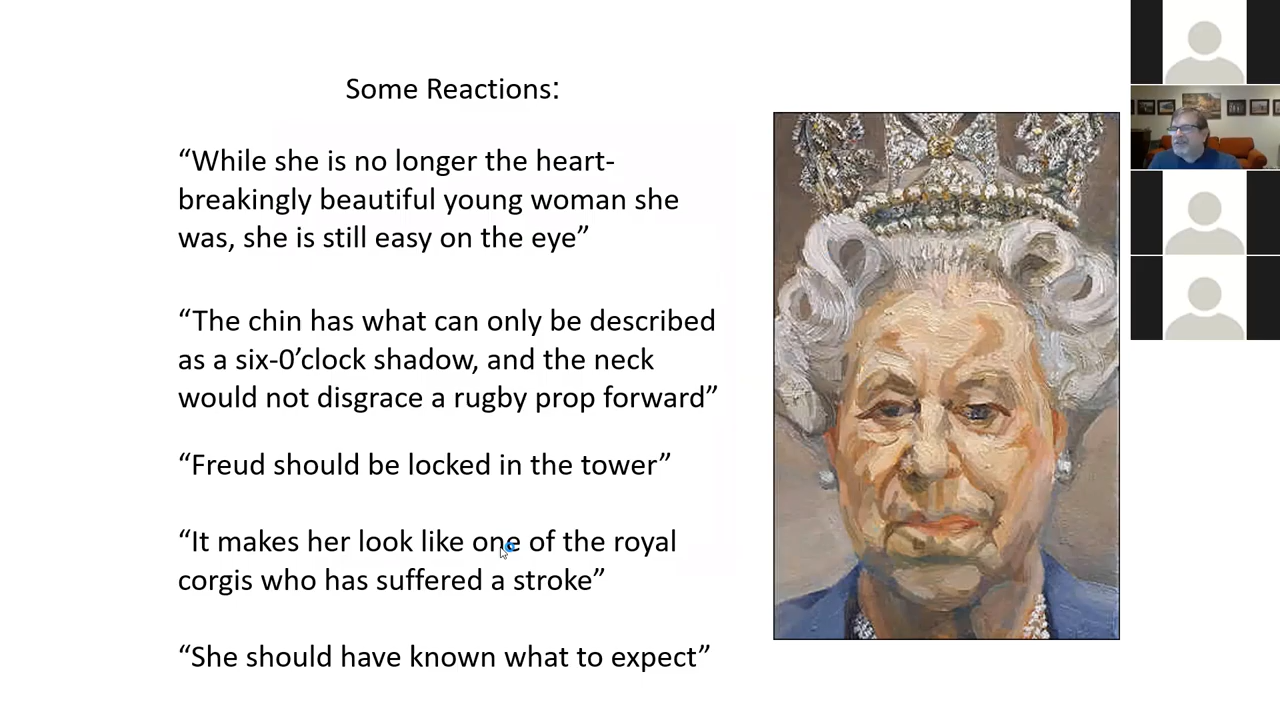 Some Reactions:
“While she is no longer the heart-
breakingly beautiful young woman she
was, she is still easy on the eye”
“The chin has what can only be described
as a six-0’clock shadow, and the neck
would not disgrace a rugby prop forward”
“Freud should be locked in the tower”
“It makes her look like one of the royal
corgis who has suffered a stroke”
“She should have known what to expect”